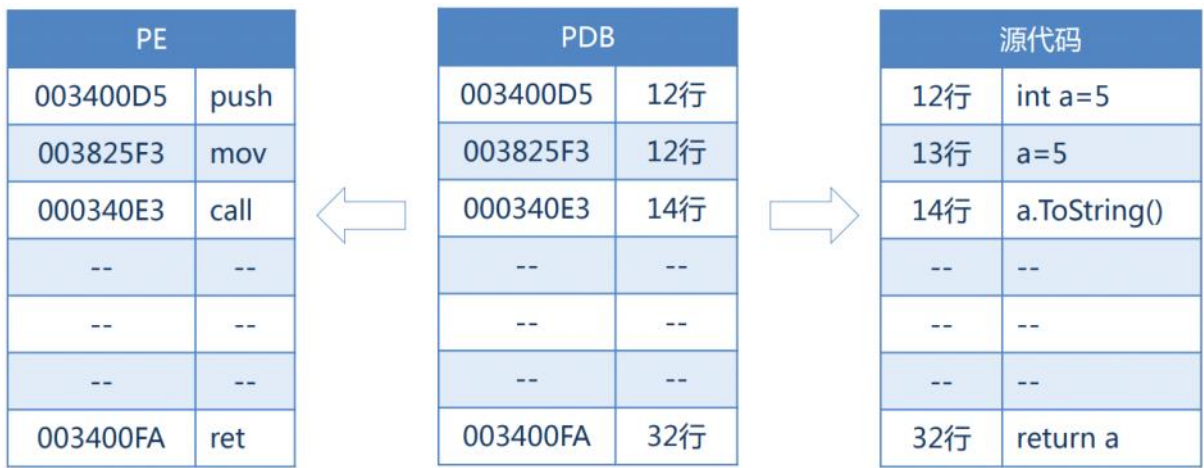 PE PDB 源代码
003400D5 push 003400D5 12行 12行 int a=5
003825F3 mov 003825F3 12行 13行 a=5
000340E3 call 000340E3 14行 14行 a.ToString()
-- -- -- -- -- --
-- -- -- -- -- --
-- -- -- -- -- --
003400FA ret 003400FA 32行 32行 return a